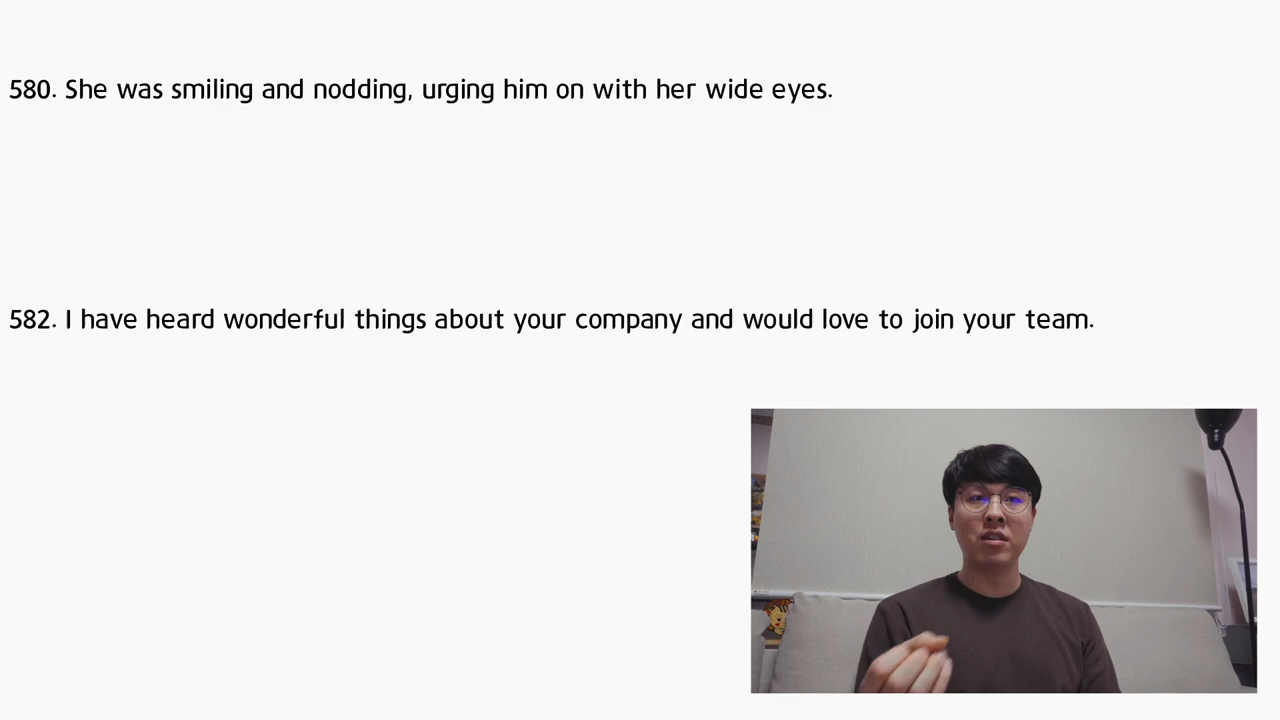 580. She was smiling and nodding, urging him on with her wide eyes.
582. I have heard wonderful things about your company and would love to join your team.